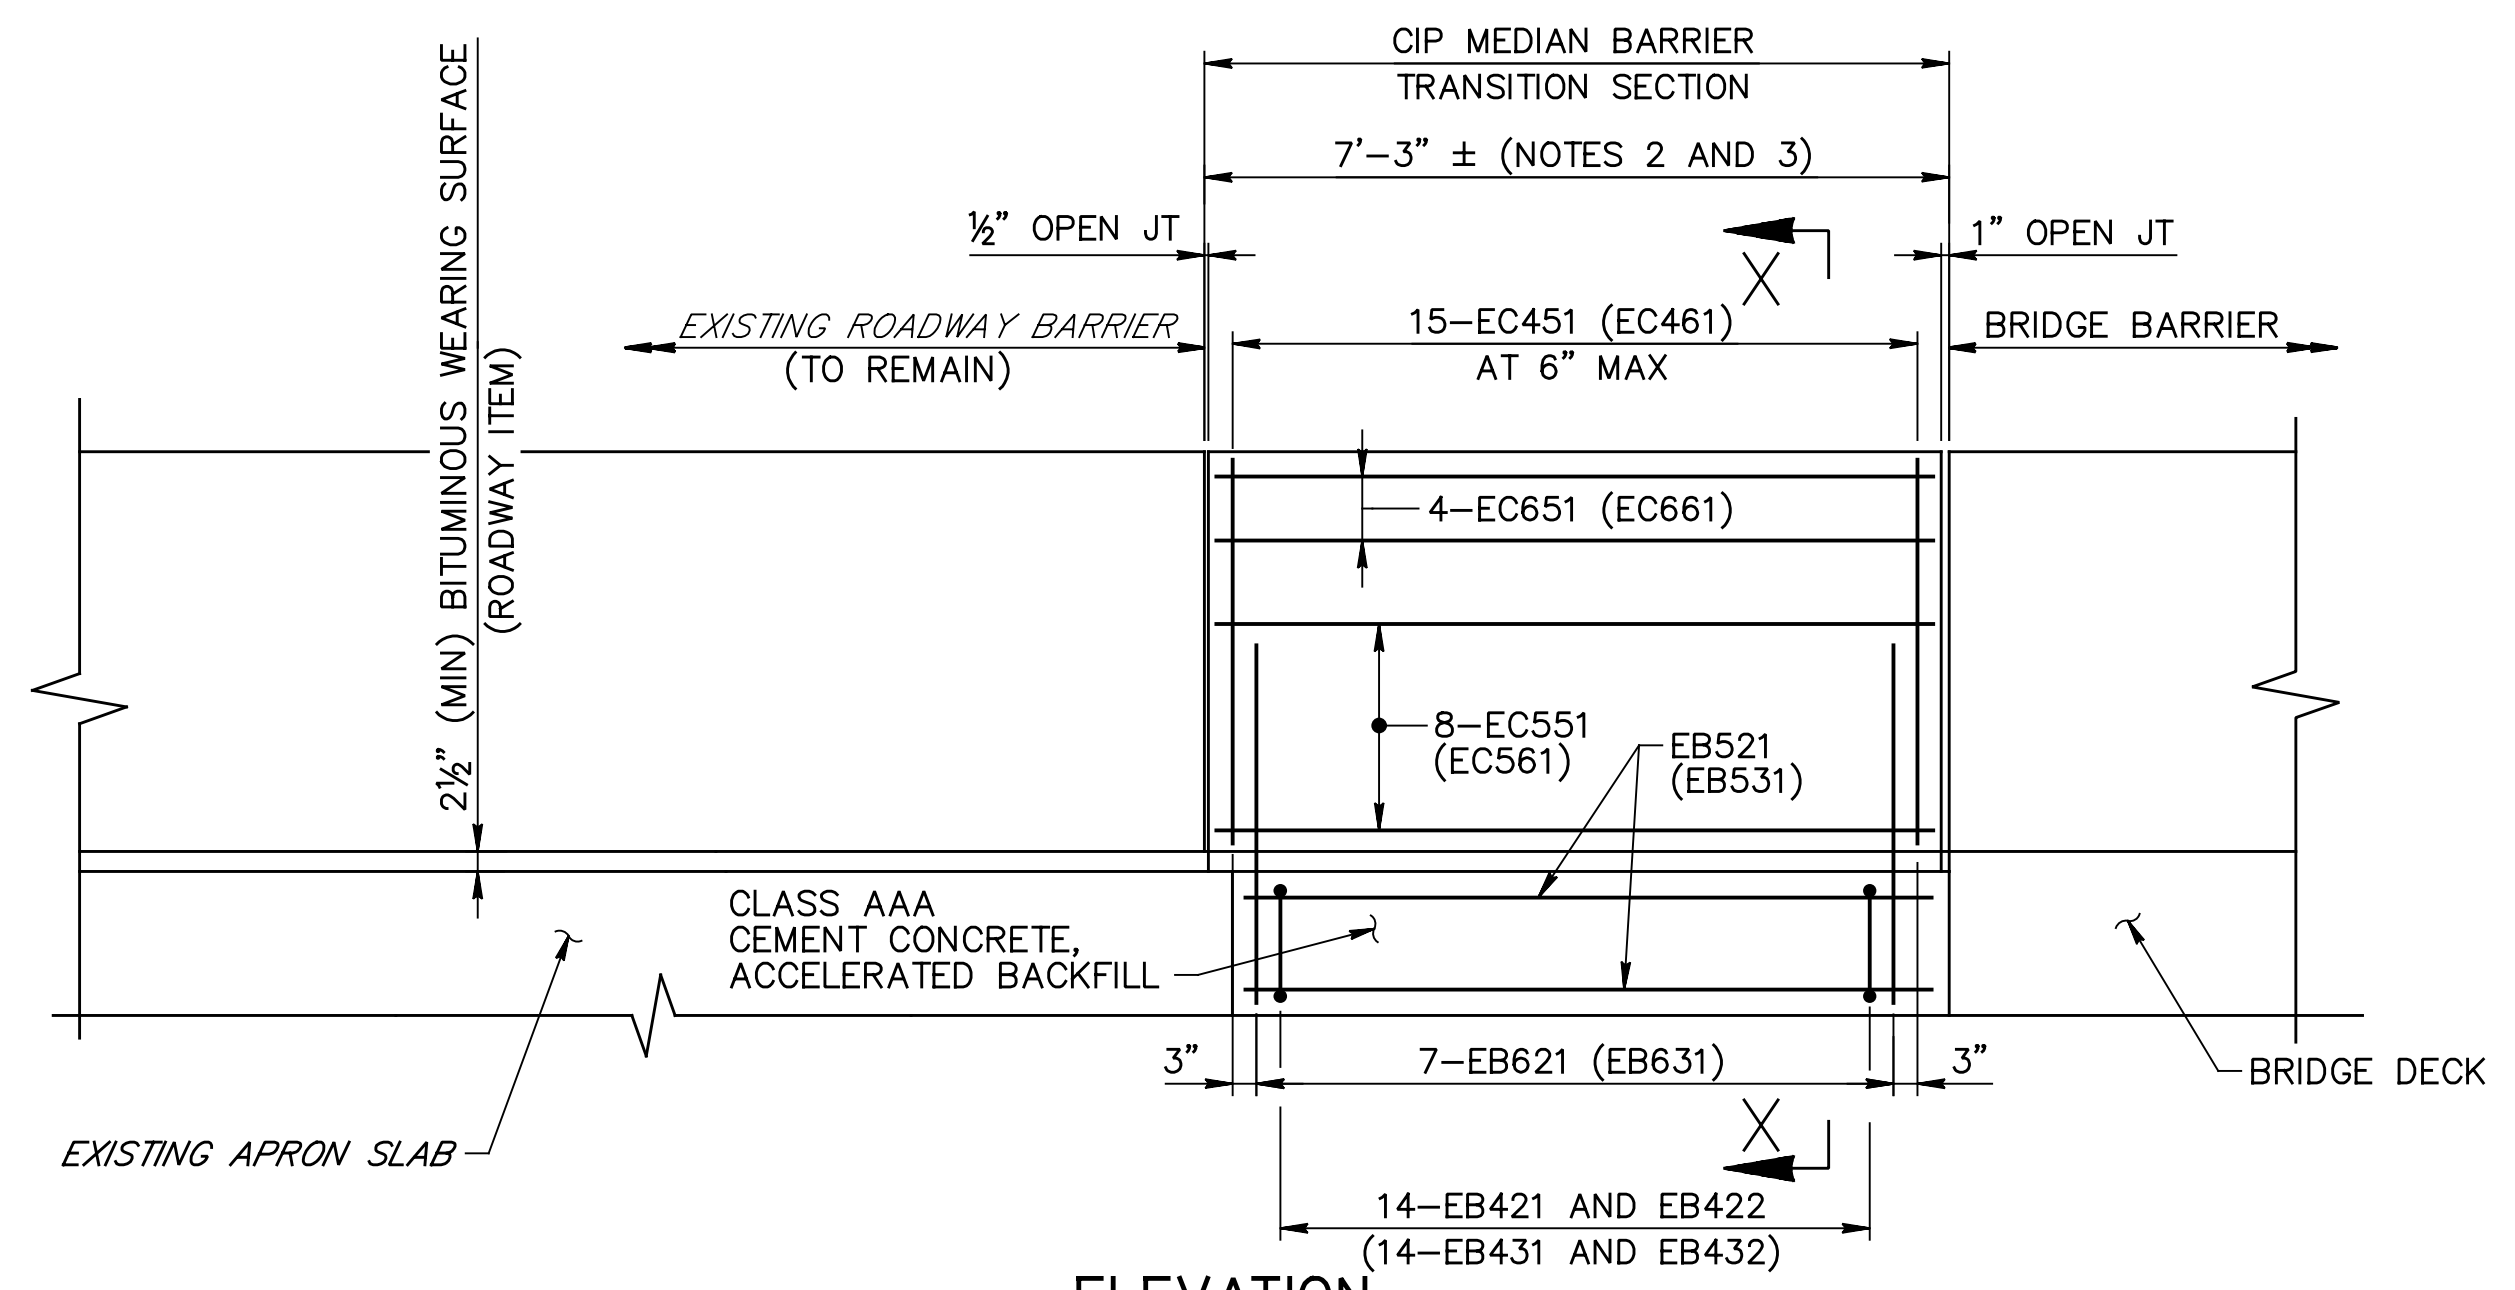 CIP MEDIAN BARRIER
TRANSITION SECTION
7'-3" ± (NOTES 2 AND 3)
½" OPEN JT
1" OPEN JT
X
EXISTING ROADWAY BARRIER
(TO REMAIN)
15-EC451 (EC461)
AT 6" MAX
BRIDGE BARRIER
2½" (MIN) BITUMINOUS WEARING SURFACE
(ROADWAY ITEM)
4-EC651 (EC661)
8-EC551
(EC561)
EB521
(EB531)
CLASS AAA
CEMENT CONCRETE,
ACCELERATED BACKFILL
3"
7-EB621 (EB631)
3"
BRIDGE DECK
EXISTING APRON SLAB
X
14-EB421 AND EB422
(14-EB431 AND EB432)
ELEVATION